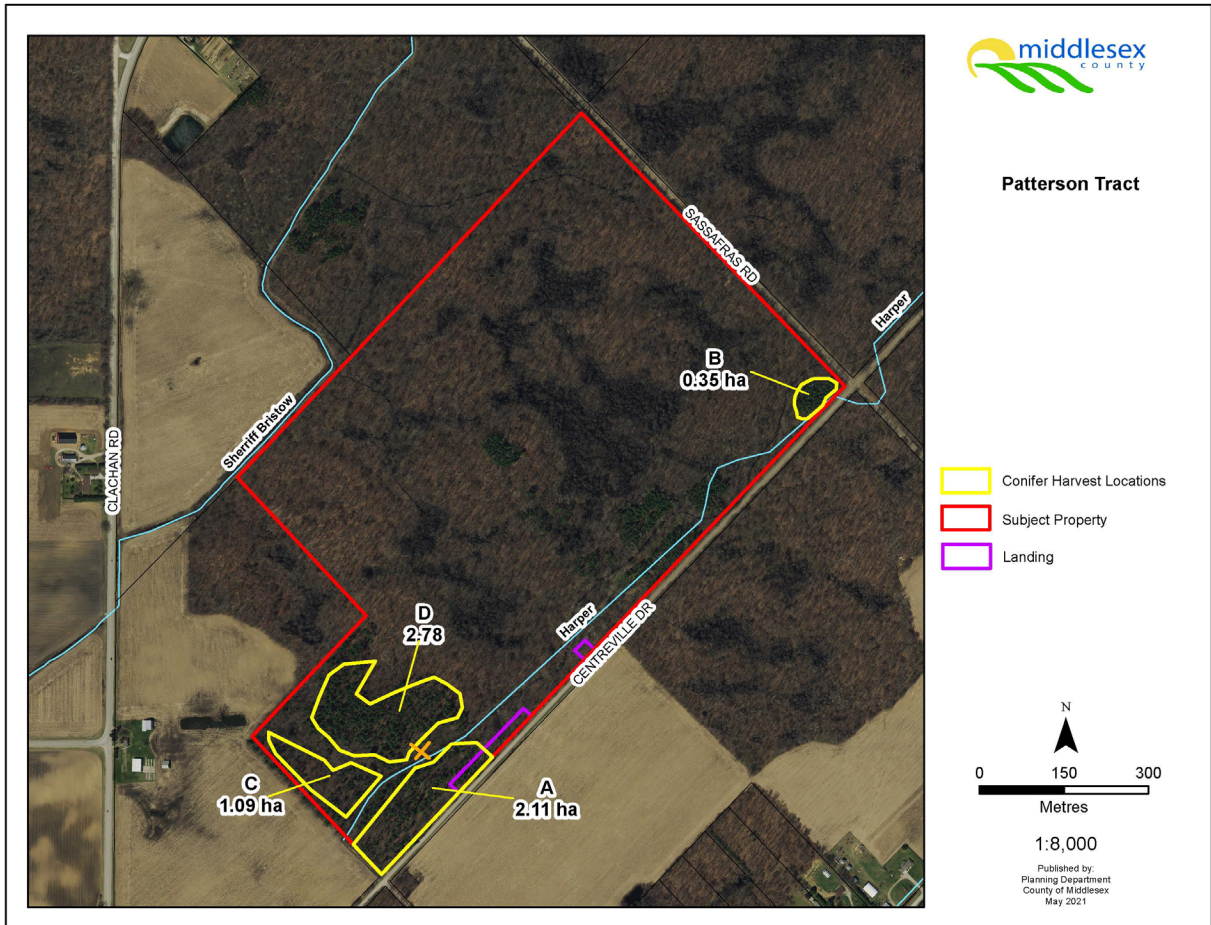 middlesex
county
Patterson Tract
SASSAFRAS RD
Harper
B
0.35 ha
CLACHAN RD
Sherriff Bristow
Conifer Harvest Locations
Subject Property
Landing
D
2.78
Harper
CENTREVILLE DR
C
1.09 ha
A
2.11 ha
N
0 150 300
Metres
1:8,000
Published by:
Planning Department
County of Middlesex
May 2021